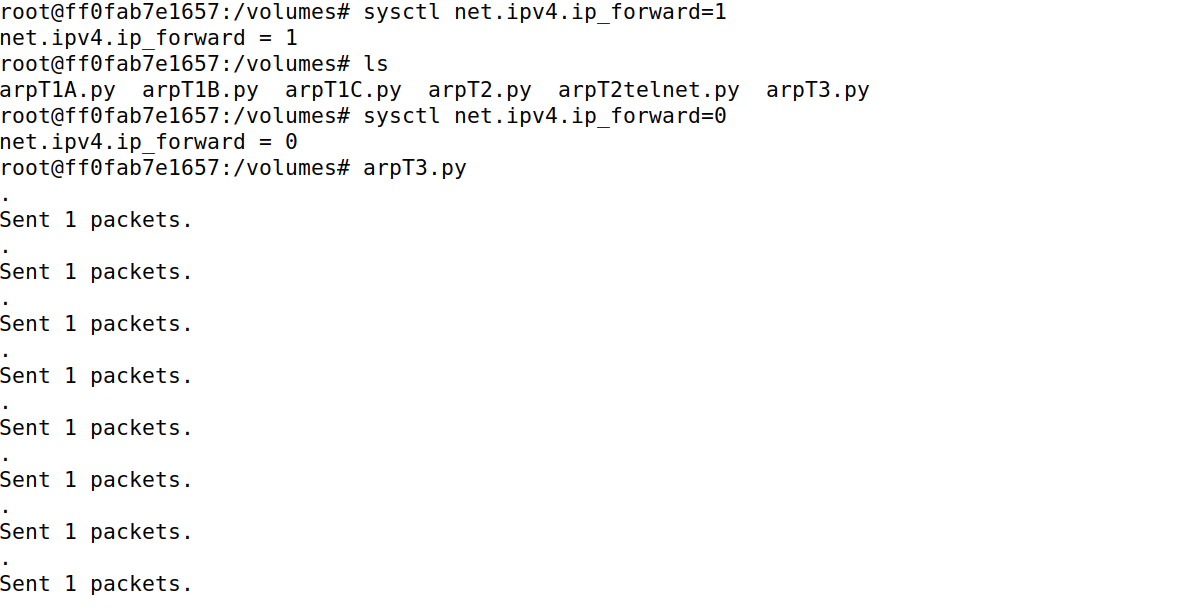 root@ff0fab7e1657:/volumes# sysctl net.ipv4.ip_forward=1
net.ipv4.ip_forward = 1
root@ff0fab7e1657:/volumes# ls
arpT1A.py  arpT1B.py  arpT1C.py  arpT2.py  arpT2telnet.py  arpT3.py
root@ff0fab7e1657:/volumes# sysctl net.ipv4.ip_forward=0
net.ipv4.ip_forward = 0
root@ff0fab7e1657:/volumes# arpT3.py
.
Sent 1 packets.
.
Sent 1 packets.
.
Sent 1 packets.
.
Sent 1 packets.
.
Sent 1 packets.
.
Sent 1 packets.
.
Sent 1 packets.
.
Sent 1 packets.